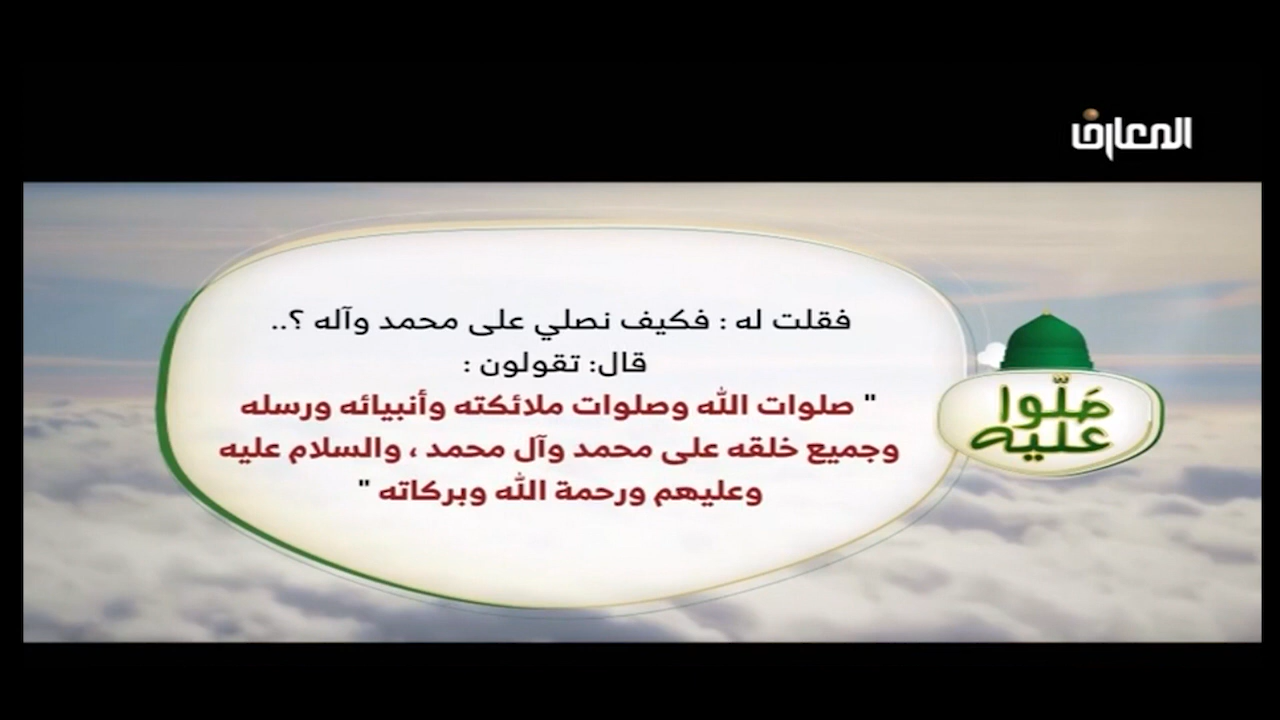 المعارف
فقلت له : فكيف نصلي على محمد وآله ؟..
قال: تقولون :
" صلوات الله وصلوات ملائكته وأنبيائه ورسله
وجميع خلقه على محمد وآل محمد ، والسلام عليه
وعليهم ورحمة الله وبركاته "
صَلّوا
عليه